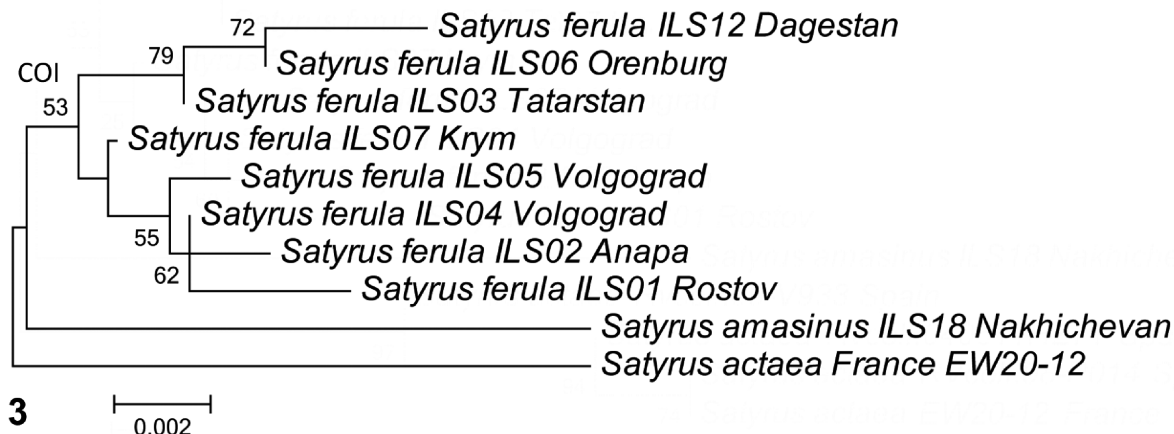 72
Satyrus ferula ILS12 Dagestan
79
Satyrus ferula ILS06 Orenburg
COI
Satyrus ferula ILS03 Tatarstan
53
Satyrus ferula ILS07 Krym
Satyrus ferula ILS05 Volgograd
Satyrus ferula ILS04 Volgograd
55
Satyrus ferula ILS02 Anapa
62
Satyrus ferula ILS01 Rostov
Satyrus amasinus ILS18 Nakhichevan
Satyrus actaea France EW20-12
3
0.002